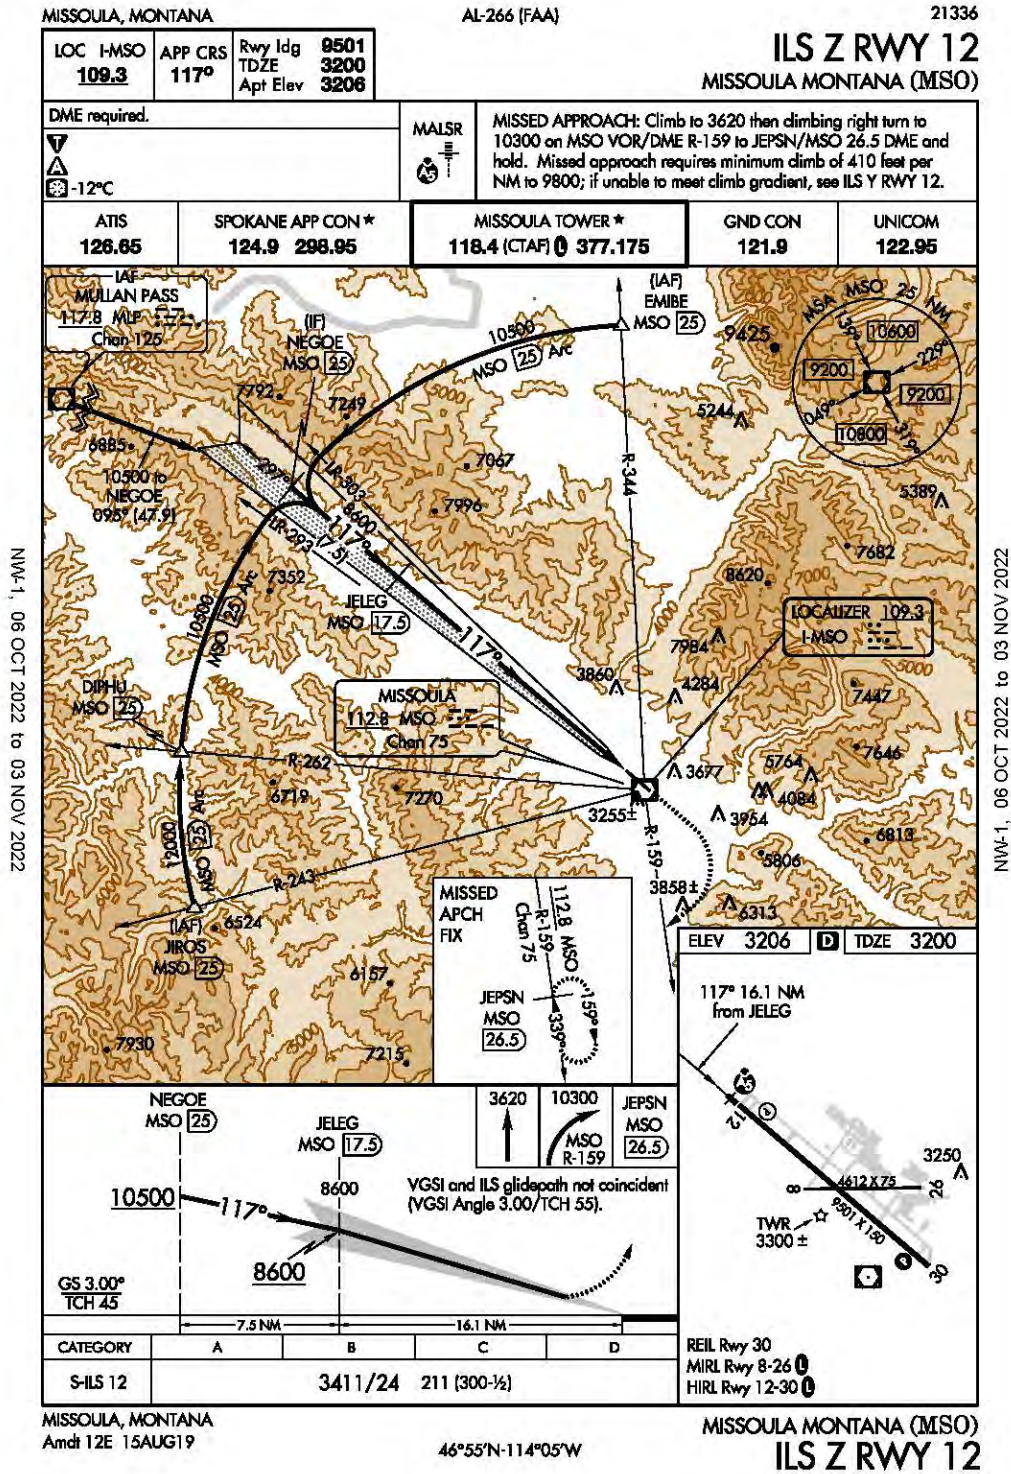 MISSOULA, MONTANA
AL-266 (FAA)
21336
LOC I-MSO
109.3
APP CRS
117°
Rwy ldg 9501
TDZE 3200
Apt Elev 3206
ILS Z RWY 12
MISSOULA MONTANA (MSO)
DME required.
T
A
-12°C
MALSR
A5
MISSED APPROACH: Climb to 3620 then climbing right turn to
10300 on MSO VOR/DME R-159 to JEPSN/MSO 26.5 DME and
hold. Missed approach requires minimum climb of 410 feet per
NM to 9800; if unable to meet climb gradient, see ILS Y RWY 12.
ATIS
126.65
SPOKANE APP CON ★
124.9 298.95
MISSOULA TOWER ★
118.4 (CTAF) L 377.175
GND CON
121.9
UNICOM
122.95
IAF
MULLAN PASS
117.8 MLP
Chan 125
(IF)
NEGOE
MSO 25
10500
MSO 25 Arc
(IAF)
EMIBE
MSO 25
9425
MSA MSO 25 NM
139°
10600
229°
9200
9200
049°
10800
319°
7792
7249
5244
6885
10500 to
NEGOE
095° (47.9)
297°
LR-303
8600
7067
7996
R-344
5389
LR-293
(7.5)
117°
7682
7352
8620
7000
JELEG
MSO 17.5
LOCALIZER 109.3
I-MSO
10500
MSO 25 Arc
117°
7984
5000
3860
4284
DIPHU
MSO 25
4000
MISSOULA
112.8 MSO
Chan 75
7447
R-262
7646
5764
3677
4084
6719
7270
3255±
3954
6813
12000
MSO 25 Arc
R-159
5806
R-243
3858±
6313
(IAF)
JIROS
MSO 25
6524
6157
7930
5000
6000
7215
MISSED
APCH
FIX
112.8 MSO
R-159
Chan 75
JEPSN
MSO
26.5
159°
339°
ELEV 3206
D
TDZE 3200
117° 16.1 NM
from JELEG
A5
P
12
3250
8
4612 X 75
26
9501 X 150
TWR
3300 ±
30
REIL Rwy 30
MIRL Rwy 8-26 L
HIRL Rwy 12-30 L
NEGOE
MSO 25
JELEG
MSO 17.5
3620
10300
MSO
R-159
JEPSN
MSO
26.5
10500
117°
8600
8600
VGSI and ILS glidepath not coincident
(VGSI Angle 3.00/TCH 55).
GS 3.00°
TCH 45
7.5 NM
16.1 NM
CATEGORY
A
B
C
D
S-ILS 12
3411/24 211 (300-½)
MISSOULA, MONTANA
Amdt 12E 15AUG19
46°55'N-114°05'W
MISSOULA MONTANA (MSO)
ILS Z RWY 12
NW-1, 06 OCT 2022 to 03 NOV 2022
NW-1, 06 OCT 2022 to 03 NOV 2022